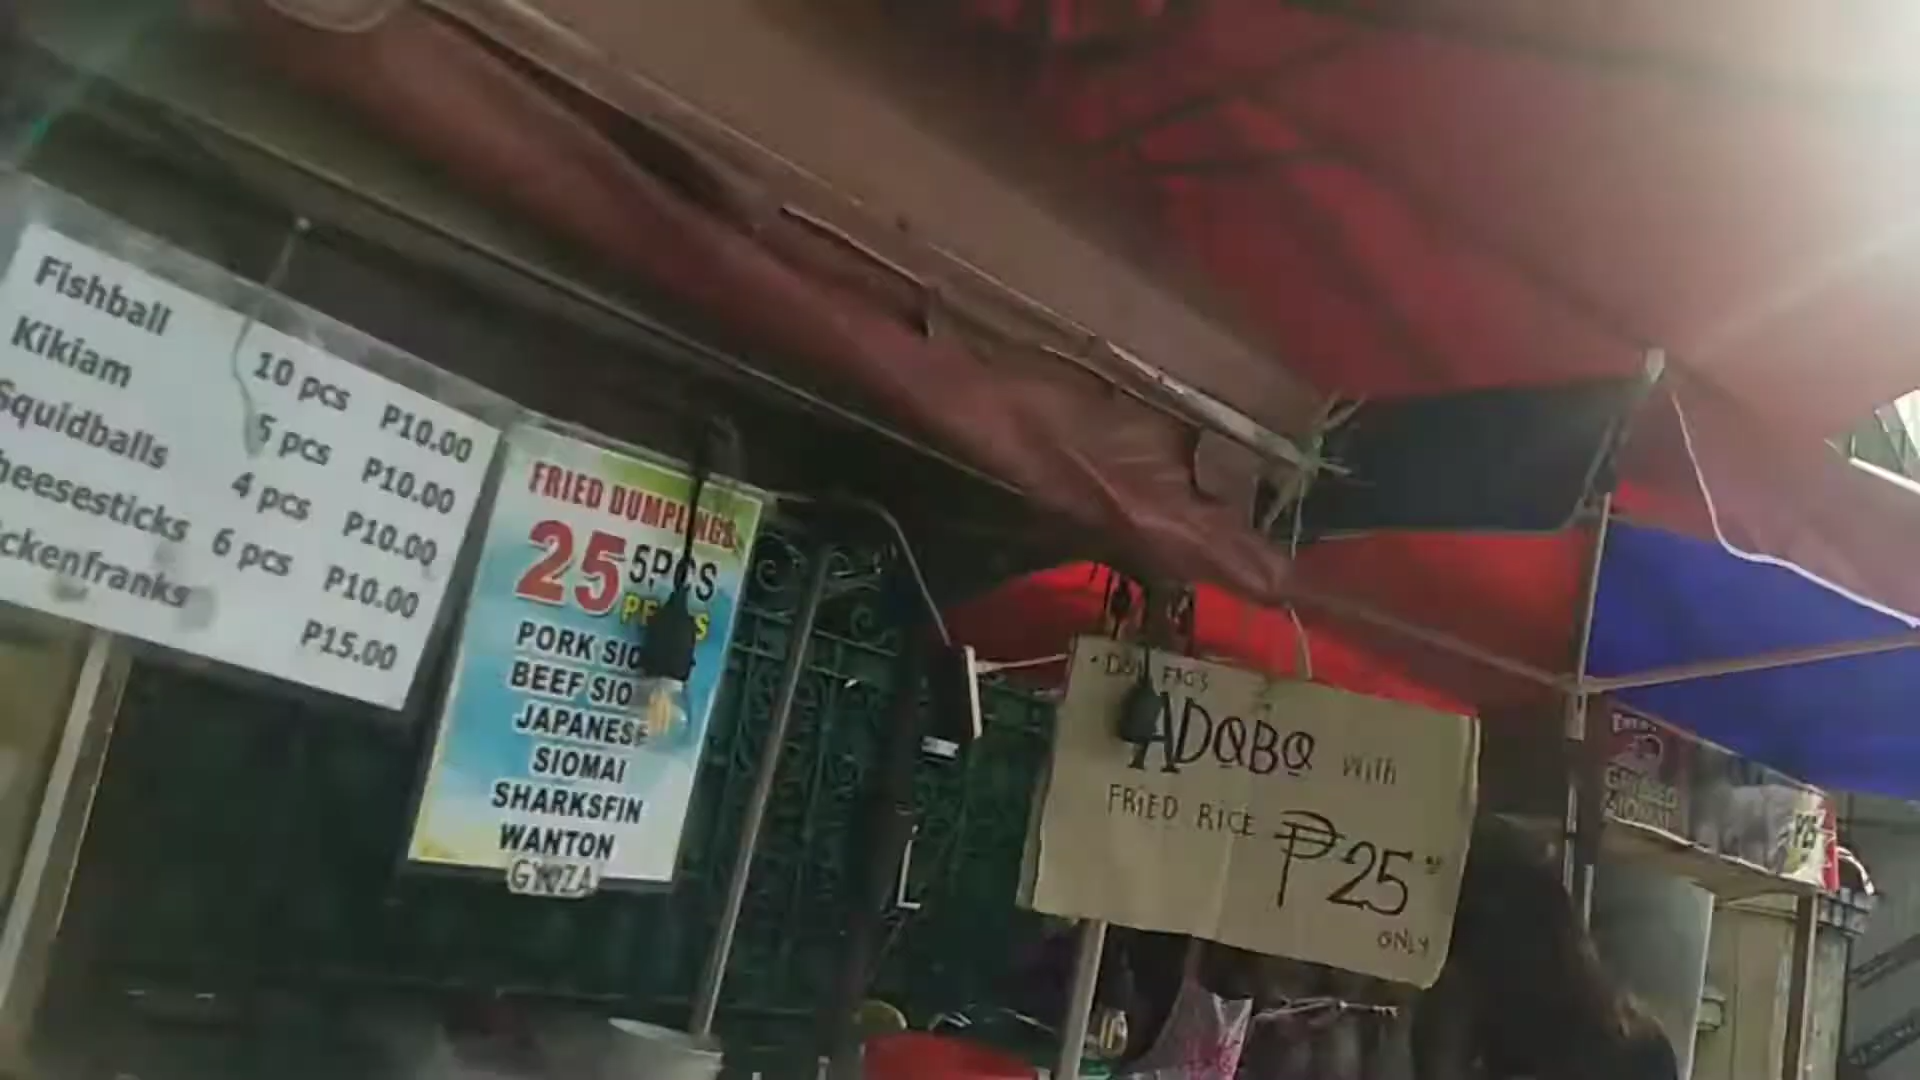 Fishball 10 pcs P10.00
Kikiam 5 pcs P10.00
Squidballs 4 pcs P10.00
heesesticks 6 pcs P10.00
ickenfranks P15.00
FRIED DUMPLINGS
25 5PCS
PORK
BEEF SIO
JAPANESE
SIOMAI
SHARKSFIN
WANTON
GYOZA
ADOBO with
FRiED RiCE ₱25
ONLY